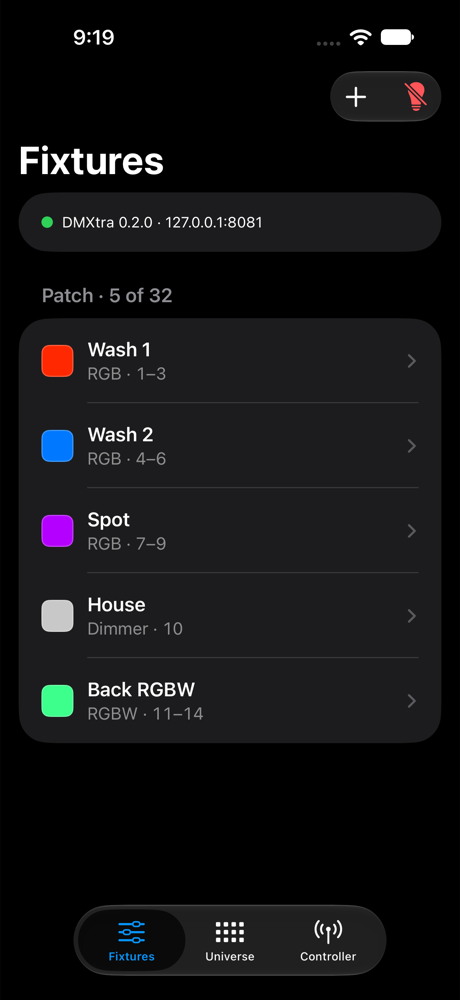 9:19
Fixtures
DMXtra 0.2.0 · 127.0.0.1:8081
Patch · 5 of 32
Wash 1
RGB · 1–3
Wash 2
RGB · 4–6
Spot
RGB · 7–9
House
Dimmer · 10
Back RGBW
RGBW · 11–14
Fixtures
Universe
Controller